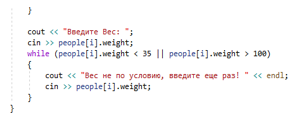 }
cout << "Введите Вес: ";
cin >> people[i].weight;
while (people[i].weight < 35 || people[i].weight > 100)
{
cout << "Вес не по условию, введите еще раз! " << endl;
cin >> people[i].weight;
}
}